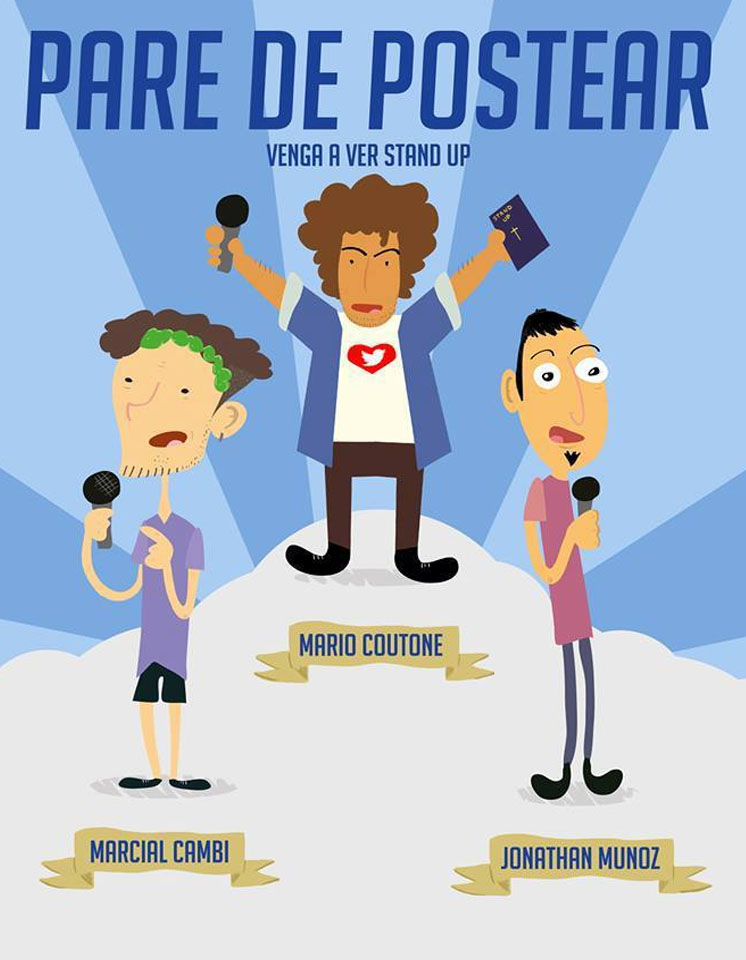 PARE DE POSTEAR
VENGA A VER STAND UP
STAND
UP
MARIO COUTONE
MARCIAL CAMBI
JONATHAN MUNOZ